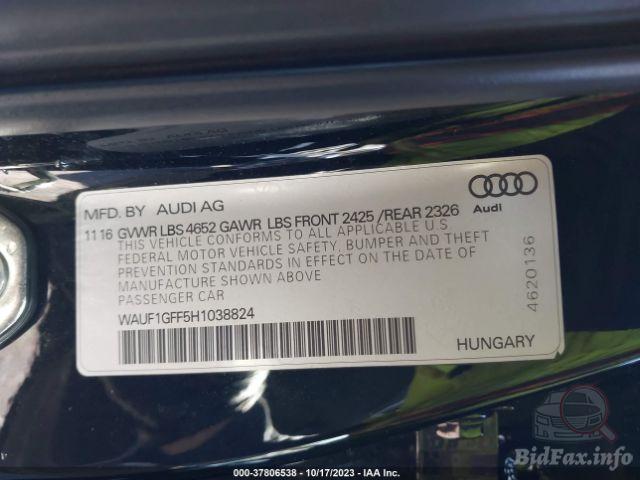 MFD. BY AUDI AG
11 16 GVWR LBS 4652 GAWR LBS FRONT 2425 /REAR 2326
THIS VEHICLE CONFORMS TO ALL APPLICABLE
FEDERAL MOTOR VEHICLE SAFETY, BUMPER AND THEFT
PREVENTION STANDARDS IN EFFECT ON THE DATE OF
MANUFACTURE SHOWN ABOVE
PASSENGER CAR
WAUF1GFF5H1038824
HUNGARY
Audi
4620136
BidFax.info
000-37806538 - 10/17/2023 - IAA Inc.